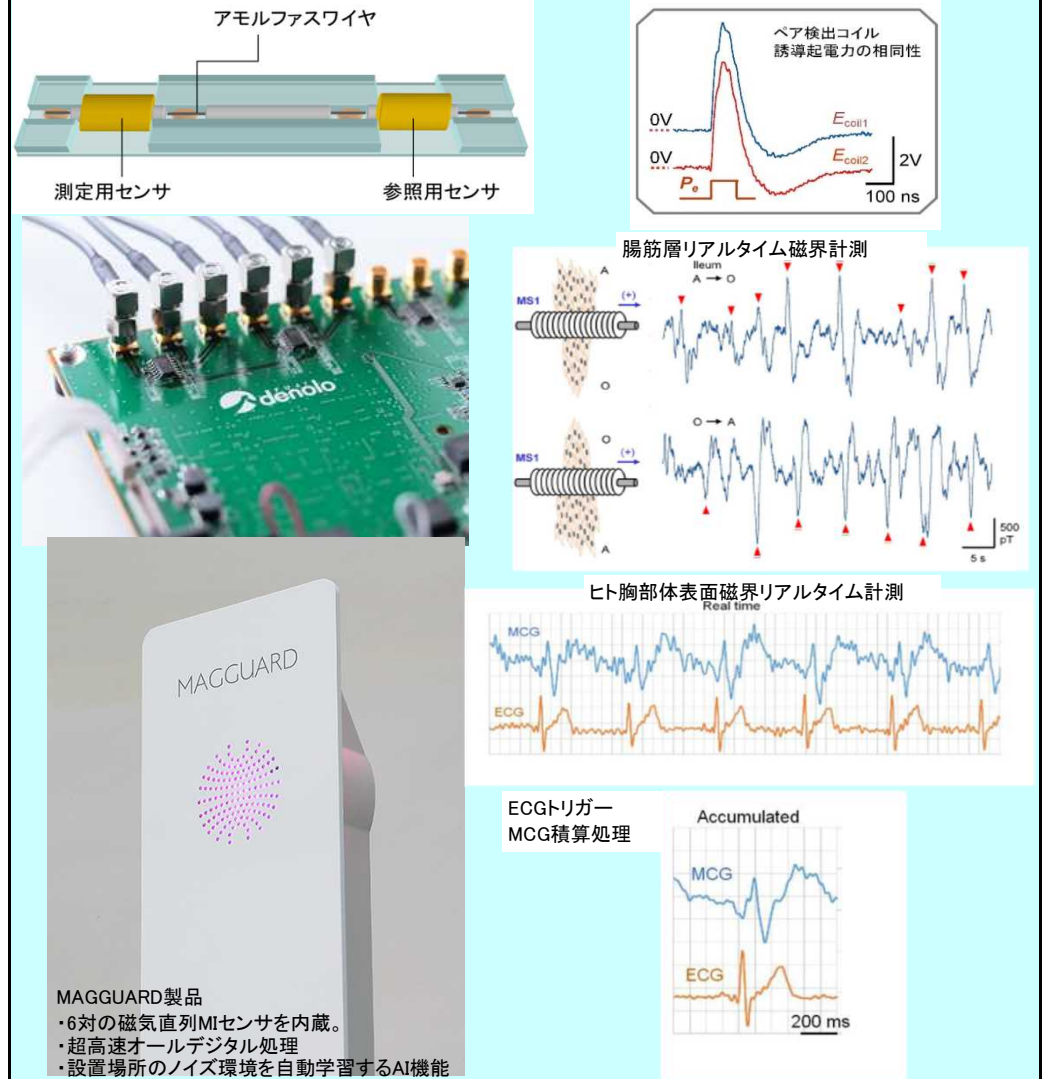 アモルファスワイヤ
測定用センサ
参照用センサ
ペア検出コイル
誘導起電力の相同性
0V
Ecoil1
0V
Ecoil2
Pe
2V
100 ns
dēnolo
腸筋層リアルタイム磁界計測
Ileum
A → O
A
MS1
(+)
O
O → A
O
MS1
(+)
A
500
pT
5 s
ヒト胸部体表面磁界リアルタイム計測
Real time
MCG
ECG
ECGトリガー
MCG積算処理
Accumulated
MCG
ECG
200 ms
MAGGUARD
MAGGUARD製品
・6対の磁気直列MIセンサを内蔵。
・超高速オールデジタル処理
・設置場所のノイズ環境を自動学習するAI機能